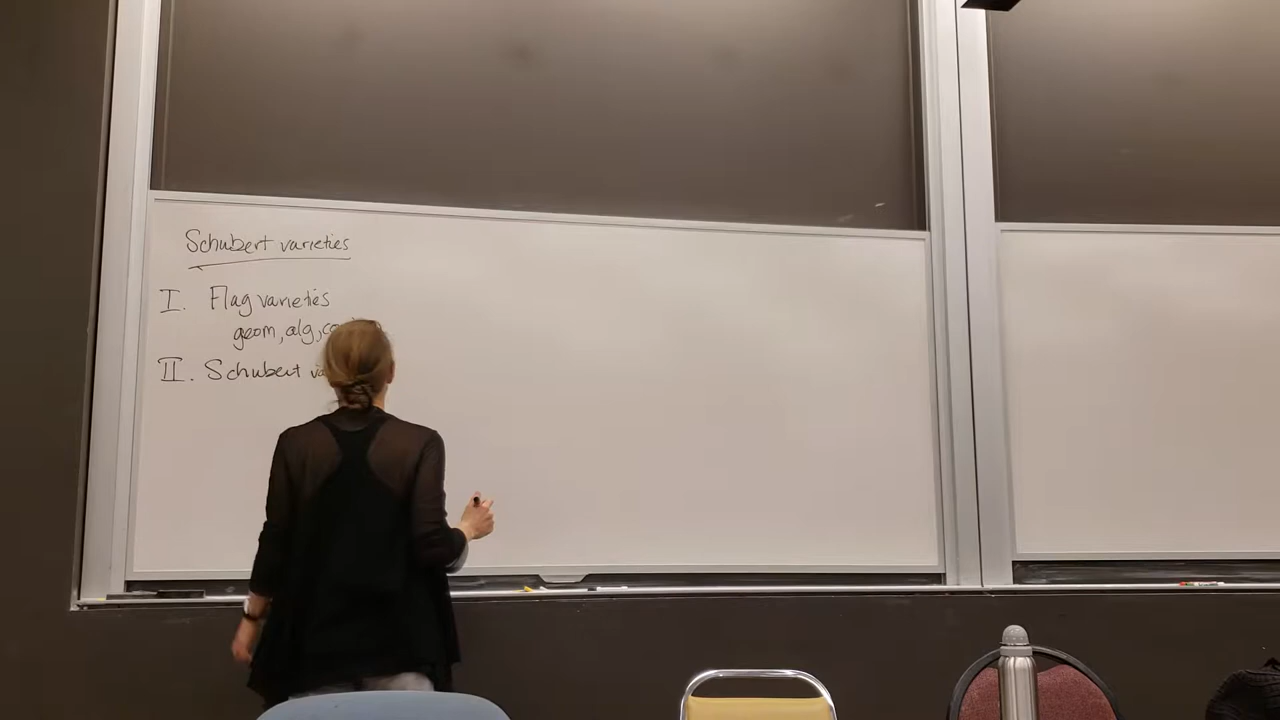 Schubert varieties
I. Flag varieties
geom, alg,
II. Schubert